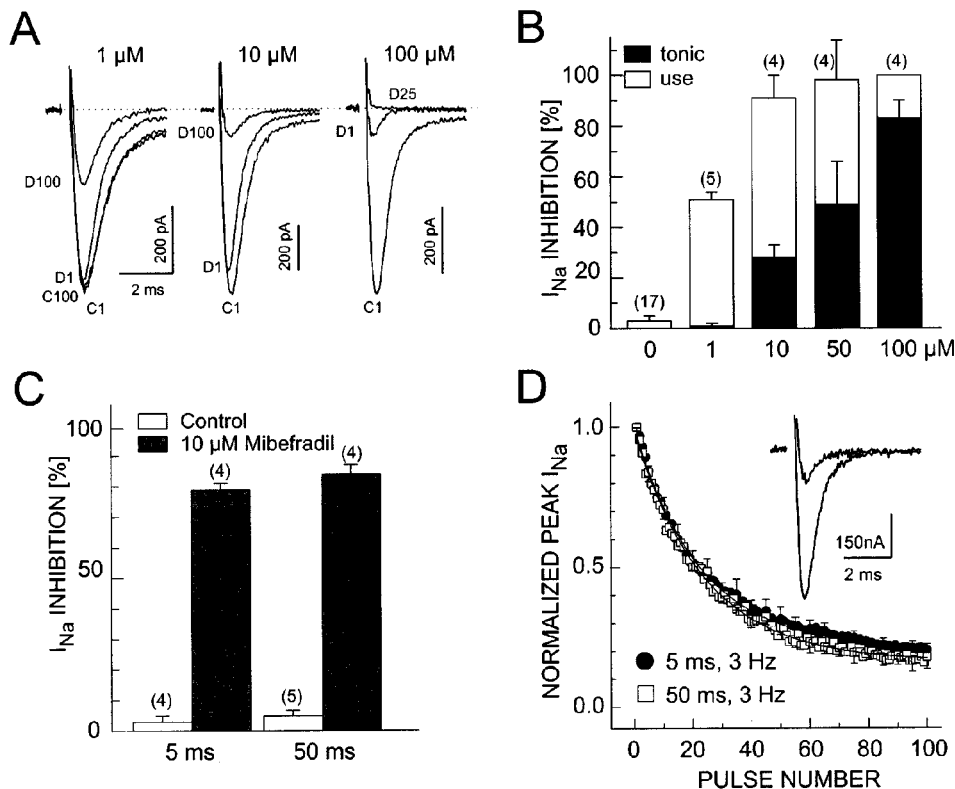 A
1 µM
10 µM
100 µM
D100
D1
C100
C1
200 pA
2 ms
D100
D1
C1
200 pA
D25
D1
C1
200 pA
B
tonic
use
I_Na INHIBITION [%]
100
80
60
40
20
0
(17)
(5)
(4)
(4)
(4)
0 1 10 50 100 µM
C
Control
10 µM Mibefradil
I_Na INHIBITION [%]
100
50
0
(4)
(4)
(5)
(4)
5 ms 50 ms
D
NORMALIZED PEAK I_Na
1.0
0.5
0.0
150nA
2 ms
5 ms, 3 Hz
50 ms, 3 Hz
0 20 40 60 80 100
PULSE NUMBER